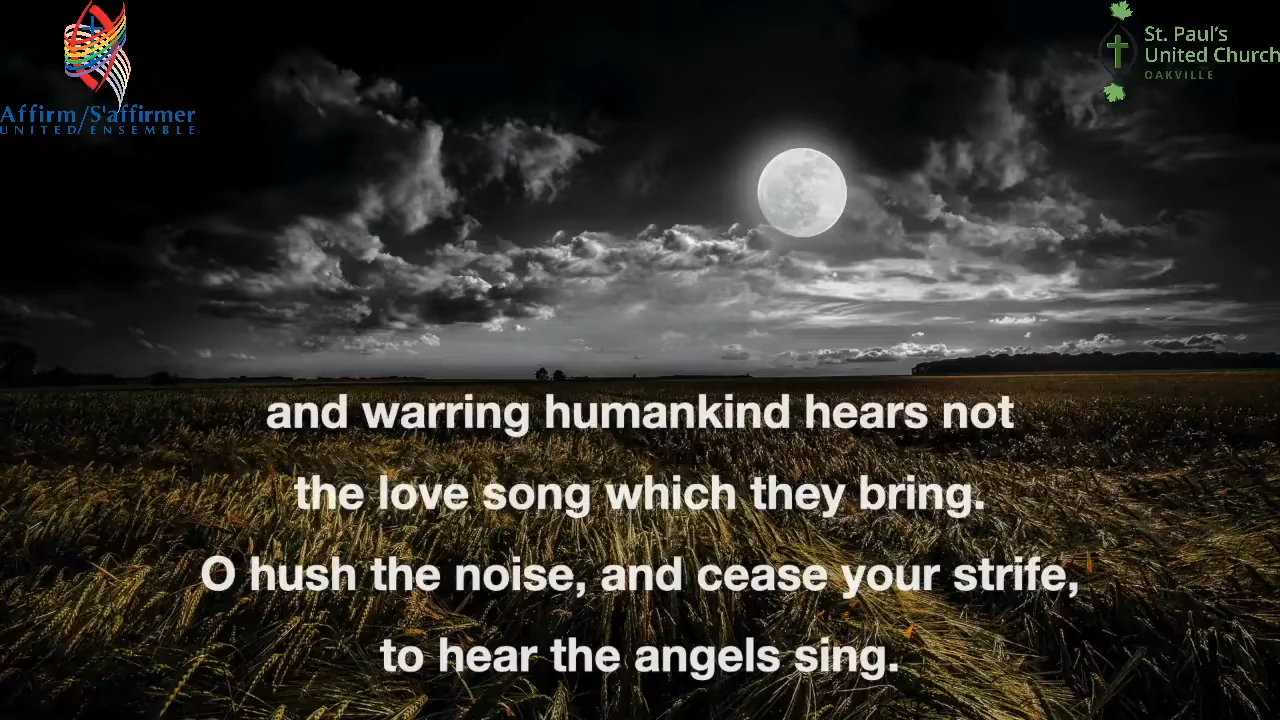 Affirm/S'affirmer
UNITED/ENSEMBLE
St. Paul's
United Church
OAKVILLE
and warring humankind hears not
the love song which they bring.
O hush the noise, and cease your strife,
to hear the angels sing.